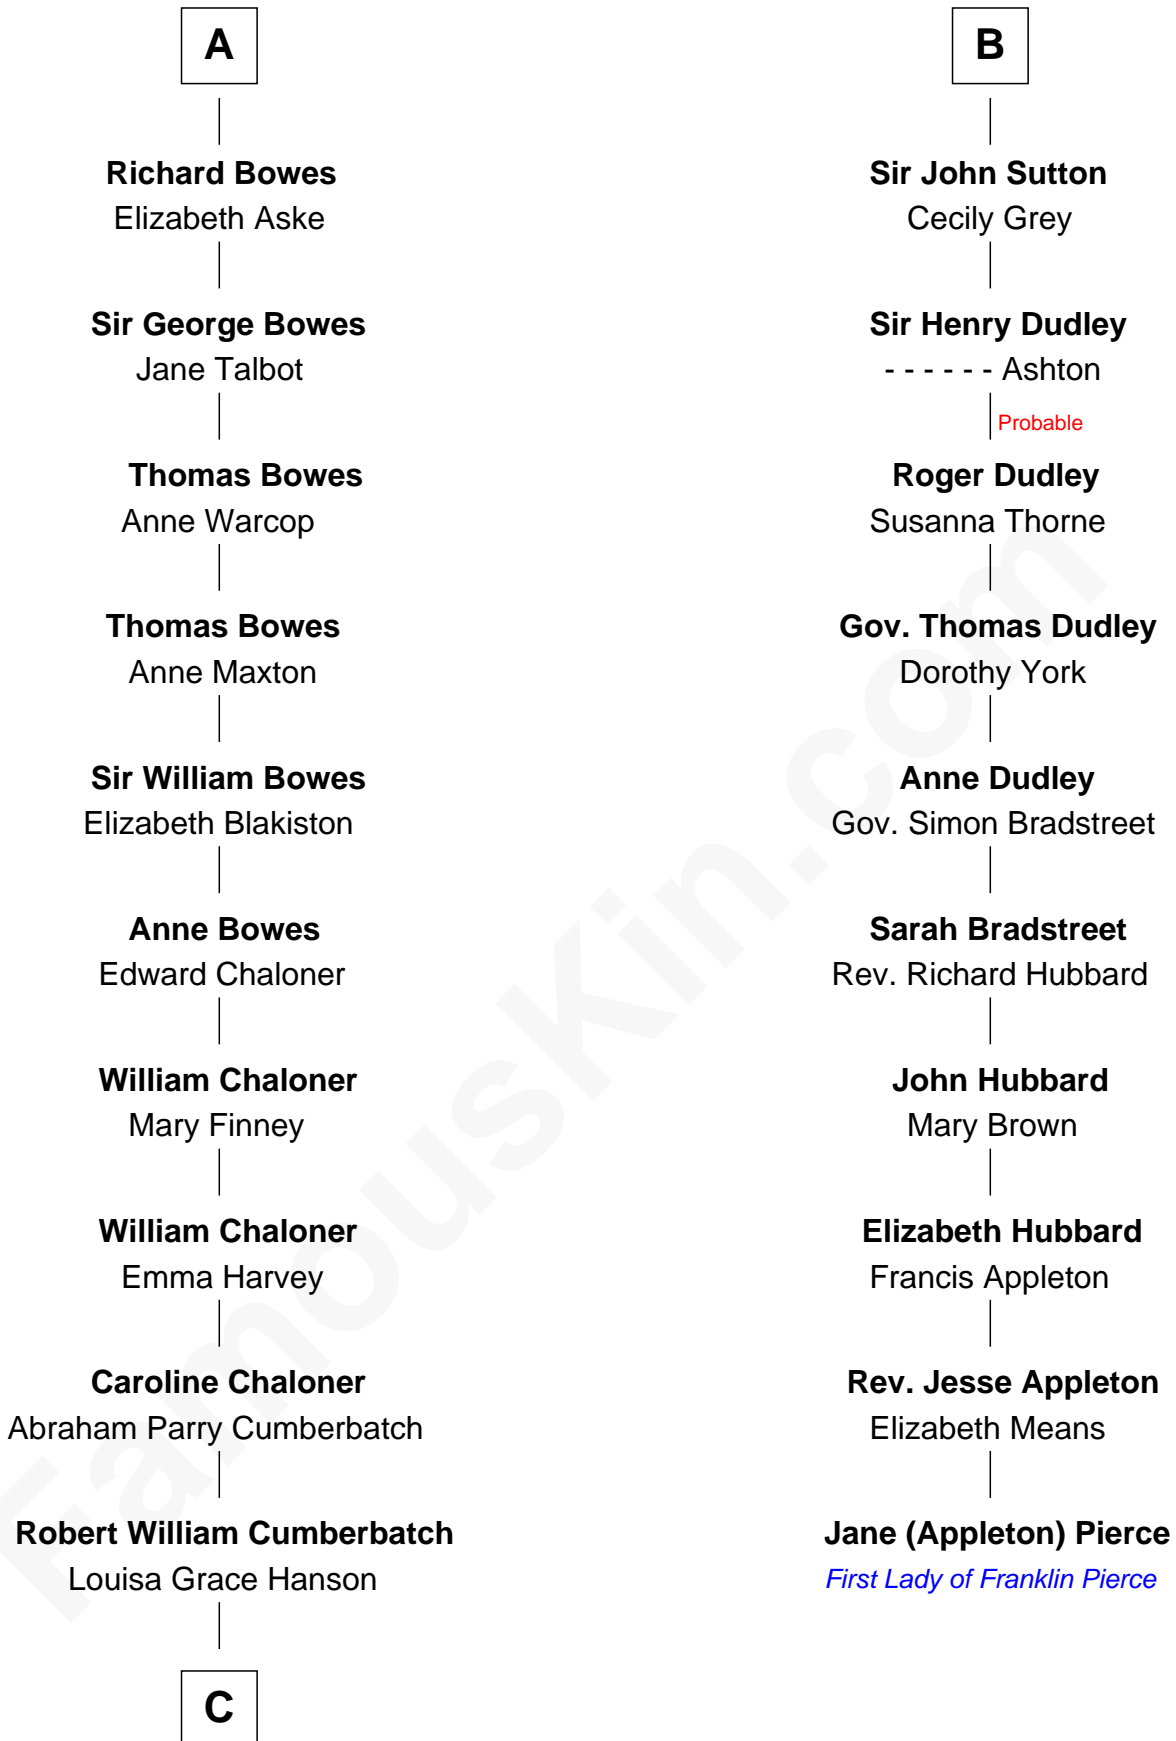 A
Richard Bowes
Elizabeth Aske
Sir George Bowes
Jane Talbot
Thomas Bowes
Anne Warcop
Thomas Bowes
Anne Maxton
Sir William Bowes
Elizabeth Blakiston
Anne Bowes
Edward Chaloner
William Chaloner
Mary Finney
William Chaloner
Emma Harvey
Caroline Chaloner
Abraham Parry Cumberbatch
Robert William Cumberbatch
Louisa Grace Hanson
C
B
Sir John Sutton
Cecily Grey
Sir Henry Dudley
- - - - - - Ashton
Probable
Roger Dudley
Susanna Thorne
Gov. Thomas Dudley
Dorothy York
Anne Dudley
Gov. Simon Bradstreet
Sarah Bradstreet
Rev. Richard Hubbard
John Hubbard
Mary Brown
Elizabeth Hubbard
Francis Appleton
Rev. Jesse Appleton
Elizabeth Means
Jane (Appleton) Pierce
First Lady of Franklin Pierce
FamousKin.com